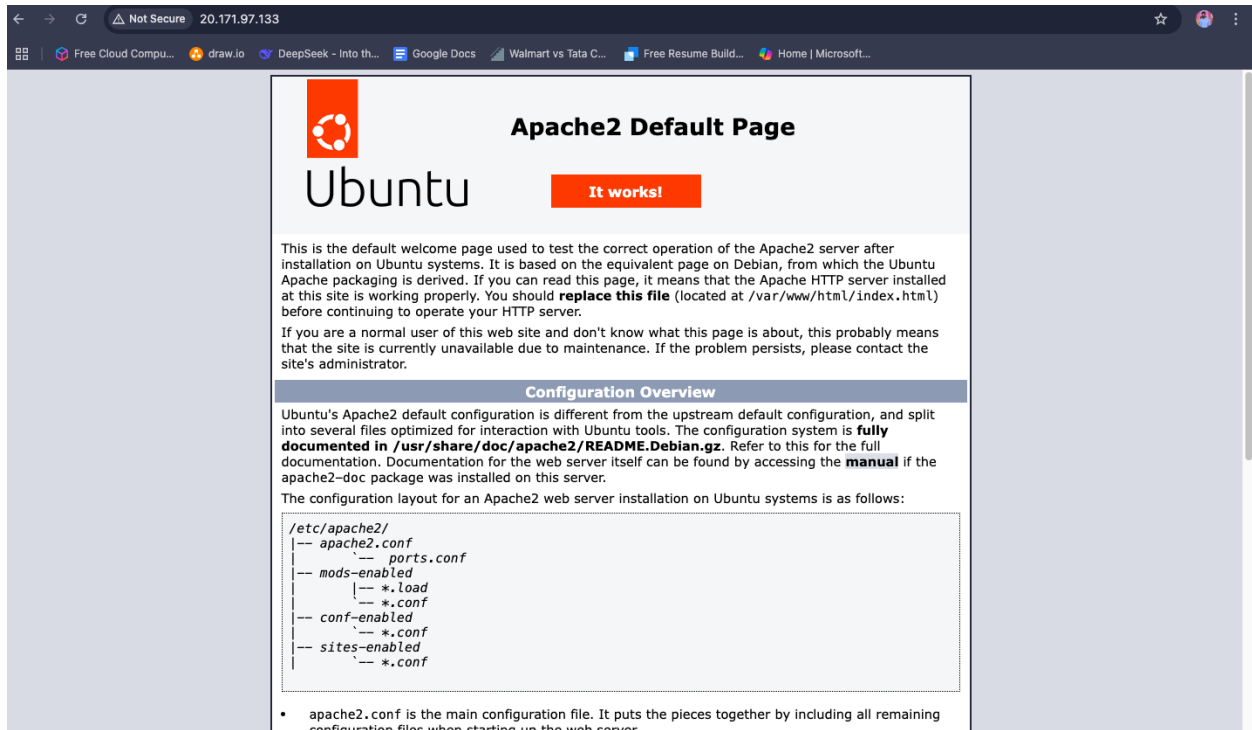 Not Secure 20.171.97.133
Free Cloud Compu... draw.io DeepSeek - Into th... Google Docs Walmart vs Tata C... Free Resume Build... Home | Microsoft...
Apache2 Default Page
Ubuntu
It works!
This is the default welcome page used to test the correct operation of the Apache2 server after
installation on Ubuntu systems. It is based on the equivalent page on Debian, from which the Ubuntu
Apache packaging is derived. If you can read this page, it means that the Apache HTTP server installed
at this site is working properly. You should replace this file (located at /var/www/html/index.html)
before continuing to operate your HTTP server.
If you are a normal user of this web site and don't know what this page is about, this probably means
that the site is currently unavailable due to maintenance. If the problem persists, please contact the
site's administrator.
Configuration Overview
Ubuntu's Apache2 default configuration is different from the upstream default configuration, and split
into several files optimized for interaction with Ubuntu tools. The configuration system is fully
documented in /usr/share/doc/apache2/README.Debian.gz. Refer to this for the full
documentation. Documentation for the web server itself can be found by accessing the manual if the
apache2-doc package was installed on this server.
The configuration layout for an Apache2 web server installation on Ubuntu systems is as follows:
/etc/apache2/
|-- apache2.conf
|       `--  ports.conf
|-- mods-enabled
|       |-- *.load
|       `-- *.conf
|-- conf-enabled
|       `-- *.conf
|-- sites-enabled
|       `-- *.conf
• apache2.conf is the main configuration file. It puts the pieces together by including all remaining
configuration files when starting up the web server.